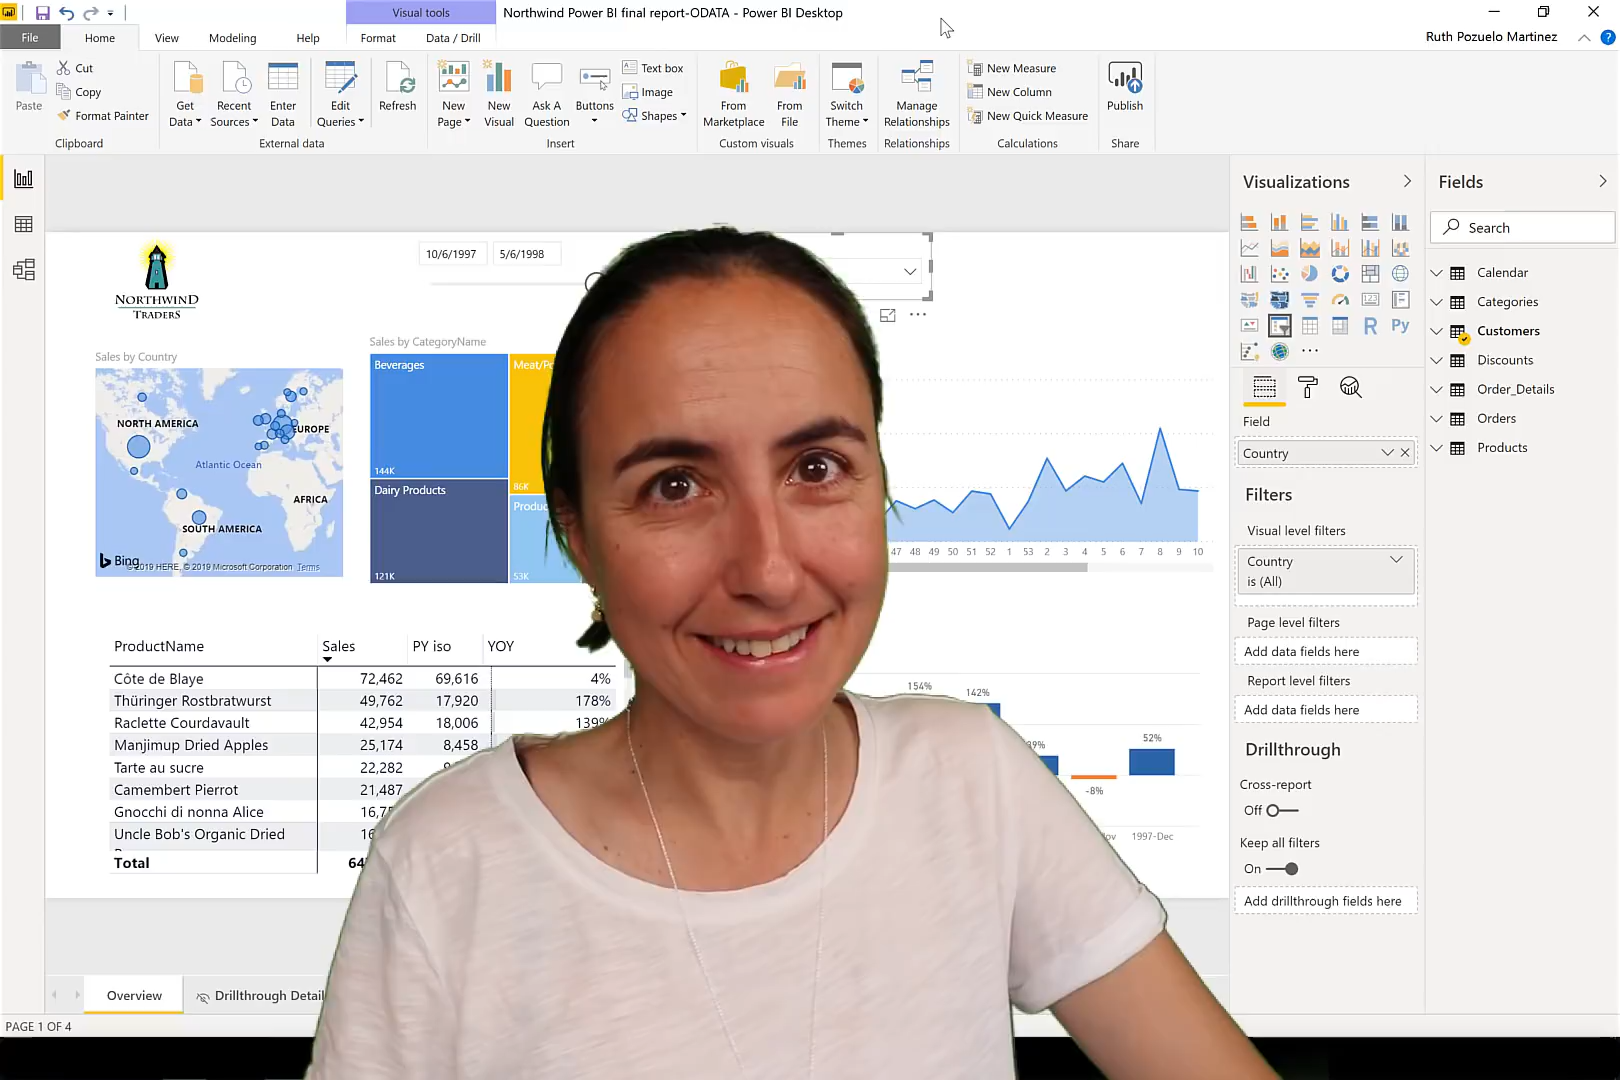 Visual tools
Northwind Power BI final report-ODATA - Power BI Desktop
File
Home
View
Modeling
Help
Format
Data / Drill
Ruth Pozuelo Martinez
?
Paste
Cut
Copy
Format Painter
Clipboard
Get
Data
Recent
Sources
Enter
Data
Edit
Queries
Refresh
External data
New
Page
New
Visual
Ask A
Question
Buttons
Text box
Image
Shapes
Insert
From
Marketplace
From
File
Custom visuals
Switch
Theme
Themes
Manage
Relationships
Relationships
New Measure
New Column
New Quick Measure
Calculations
Publish
Share
NORTHWIND
TRADERS
10/6/1997
5/6/1998
Sales by Country
NORTH AMERICA
EUROPE
Atlantic Ocean
AFRICA
SOUTH AMERICA
Bing
© 2019 HERE, © 2019 Microsoft Corporation Terms
Sales by CategoryName
Beverages
144K
Meat/Po
86K
Dairy Products
121K
Produc
53K
47 48 49 50 51 52 1 53 2 3 4 5 6 7 8 9 10
ProductName Sales PY iso YOY
Côte de Blaye 72,462 69,616 4%
Thüringer Rostbratwurst 49,762 17,920 178%
Raclette Courdavault 42,954 18,006 139%
Manjimup Dried Apples 25,174 8,458
Tarte au sucre 22,282
Camembert Pierrot 21,487
Gnocchi di nonna Alice 16,7
Uncle Bob's Organic Dried 16
Total 64
154%
142%
39%
-8%
52%
ov
1997-Dec
Overview
Drillthrough Detail
PAGE 1 OF 4
Visualizations
R
Py
123
Field
Country
Filters
Visual level filters
Country
is (All)
Page level filters
Add data fields here
Report level filters
Add data fields here
Drillthrough
Cross-report
Off
Keep all filters
On
Add drillthrough fields here
Fields
Search
Calendar
Categories
Customers
Discounts
Order_Details
Orders
Products